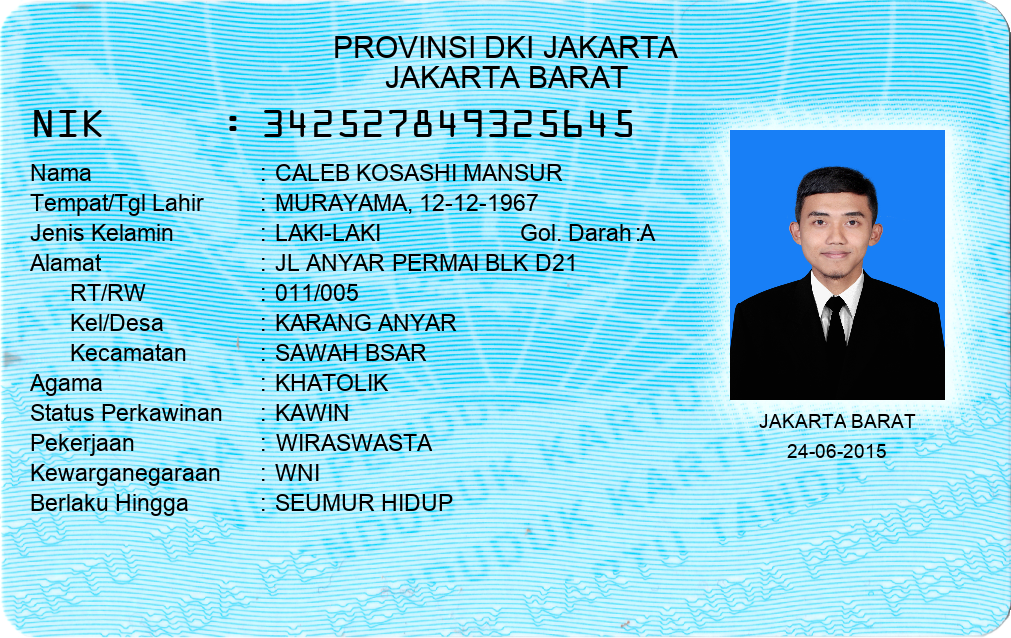 PROVINSI DKI JAKARTA
JAKARTA BARAT
NIK : 342527849325645
Nama : CALEB KOSASHI MANSUR
Tempat/Tgl Lahir : MURAYAMA, 12-12-1967
Jenis Kelamin : LAKI-LAKI Gol. Darah :A
Alamat : JL ANYAR PERMAI BLK D21
RT/RW : 011/005
Kel/Desa : KARANG ANYAR
Kecamatan : SAWAH BSAR
Agama : KHATOLIK
Status Perkawinan : KAWIN
Pekerjaan : WIRASWASTA
Kewarganegaraan : WNI
Berlaku Hingga : SEUMUR HIDUP
JAKARTA BARAT
24-06-2015